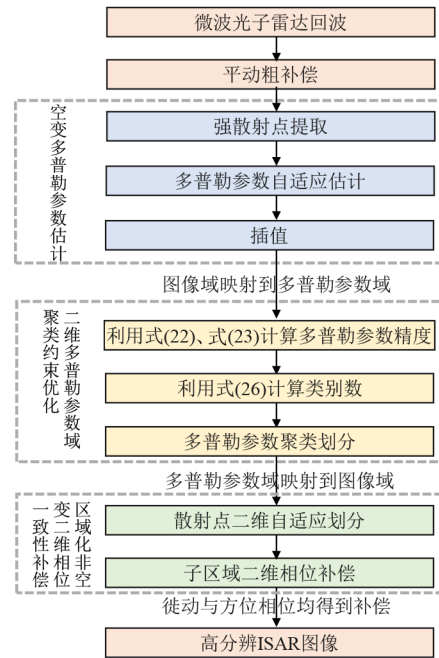 微波光子雷达回波
平动粗补偿
空变多普勒参数估计
强散射点提取
多普勒参数自适应估计
插值
图像域映射到多普勒参数域
二维多普勒参数域
聚类约束优化
利用式(22)、式(23)计算多普勒参数精度
利用式(26)计算类别数
多普勒参数聚类划分
多普勒参数域映射到图像域
区域化非空
变二维相位
一致性补偿
散射点二维自适应划分
子区域二维相位补偿
徙动与方位相位均得到补偿
高分辨ISAR图像